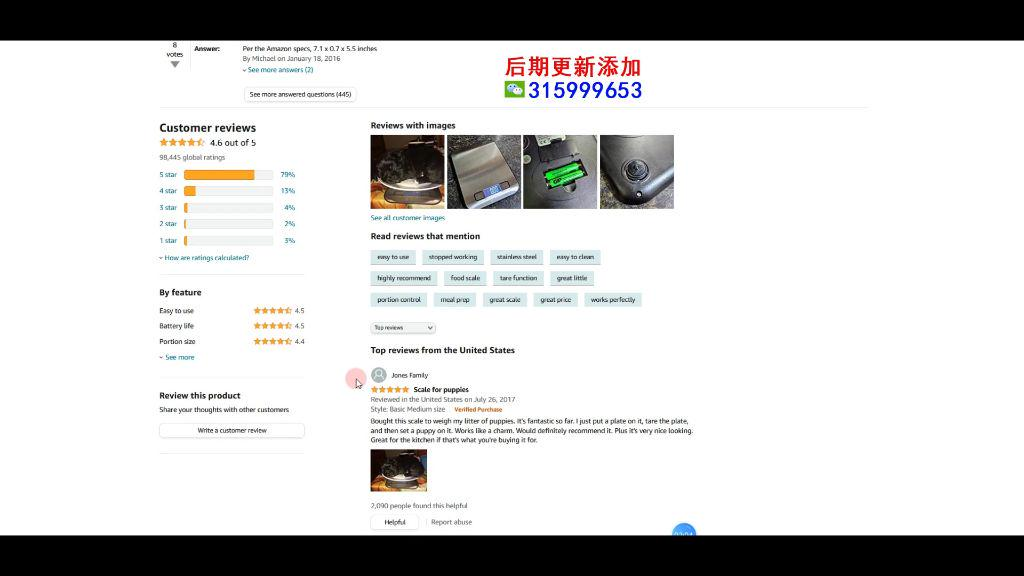 8
votes
Answer:
Per the Amazon specs, 7.1 x 0.7 x 5.5 inches
By Michael on January 18, 2016
See more answers (2)
See more answered questions (445)
后期更新添加
315999653
Customer reviews
4.6 out of 5
98,445 global ratings
5 star 79%
4 star 13%
3 star 4%
2 star 2%
1 star 3%
How are ratings calculated?
By feature
Easy to use 4.5
Battery life 4.5
Portion size 4.4
See more
Review this product
Share your thoughts with other customers
Write a customer review
Reviews with images
See all customer images
Read reviews that mention
easy to use stopped working stainless steel easy to clean
highly recommend food scale tare function great little
portion control meal prep great scale great price works perfectly
Top reviews
Top reviews from the United States
Jones Family
Scale for puppies
Reviewed in the United States on July 26, 2017
Style: Basic Medium size Verified Purchase
Bought this scale to weigh my litter of puppies. It's fantastic so far. I just put a plate on it, tare the plate,
and then set a puppy on it. Works like a charm. Would definitely recommend it. Plus it's very nice looking.
Great for the kitchen if that's what you're buying it for.
2,090 people found this helpful
Helpful Report abuse